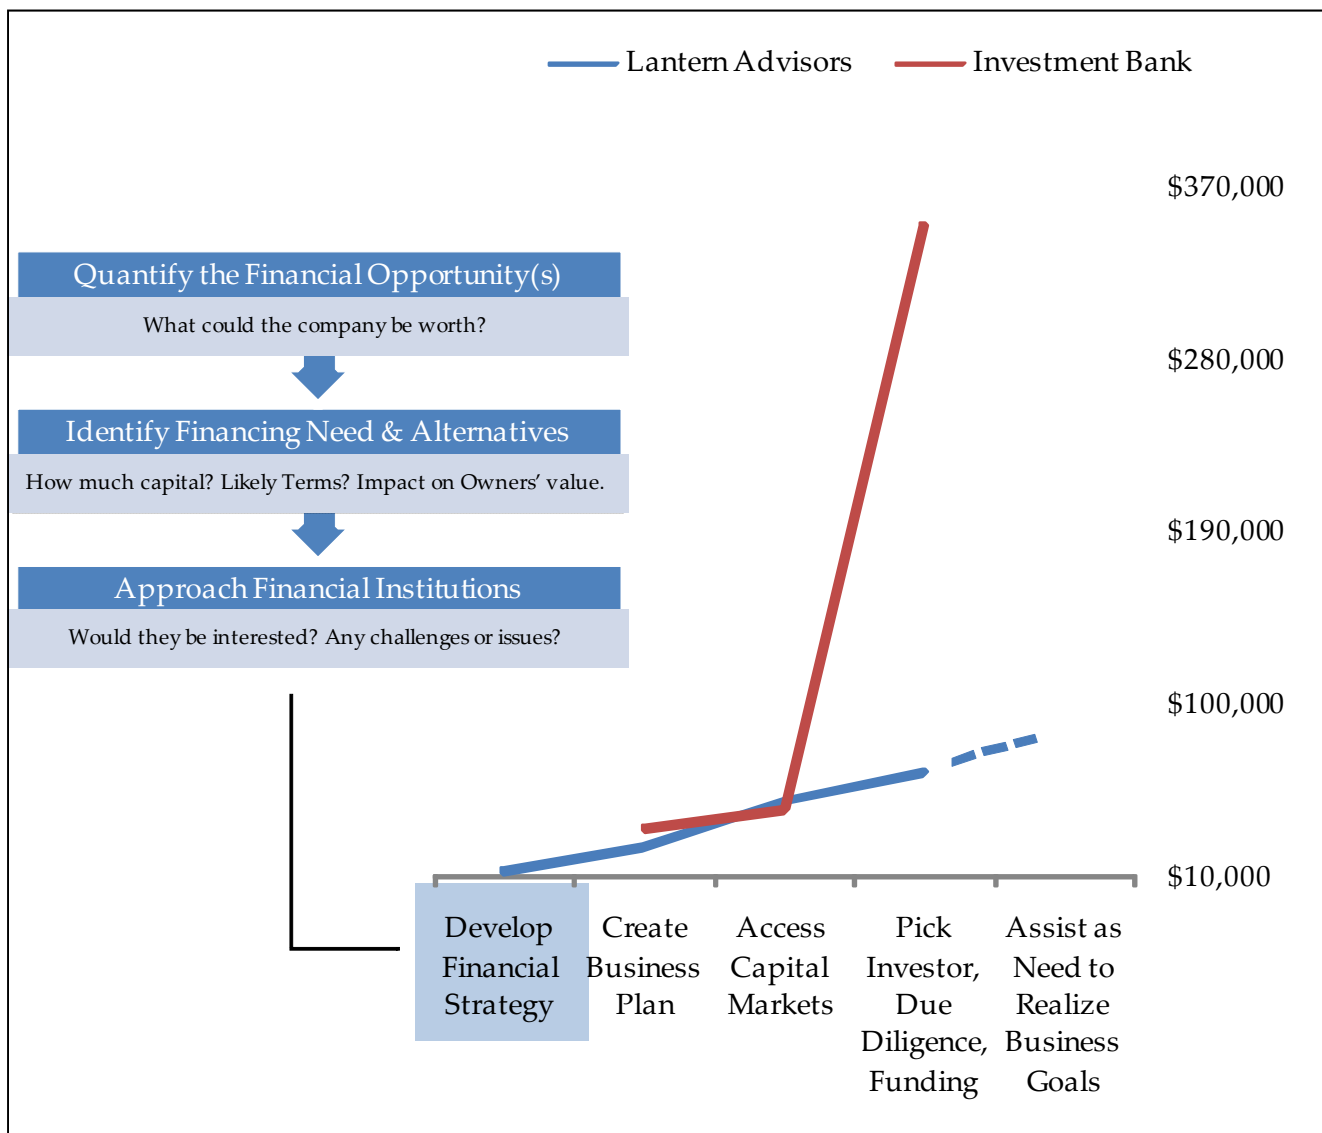 Lantern Advisors
Investment Bank
$370,000
$280,000
$190,000
$100,000
$10,000
Quantify the Financial Opportunity(s)
What could the company be worth?
Identify Financing Need & Alternatives
How much capital? Likely Terms? Impact on Owners’ value.
Approach Financial Institutions
Would they be interested? Any challenges or issues?
Develop
Financial
Strategy
Create
Business
Plan
Access
Capital
Markets
Pick
Investor,
Due
Diligence,
Funding
Assist as
Need to
Realize
Business
Goals